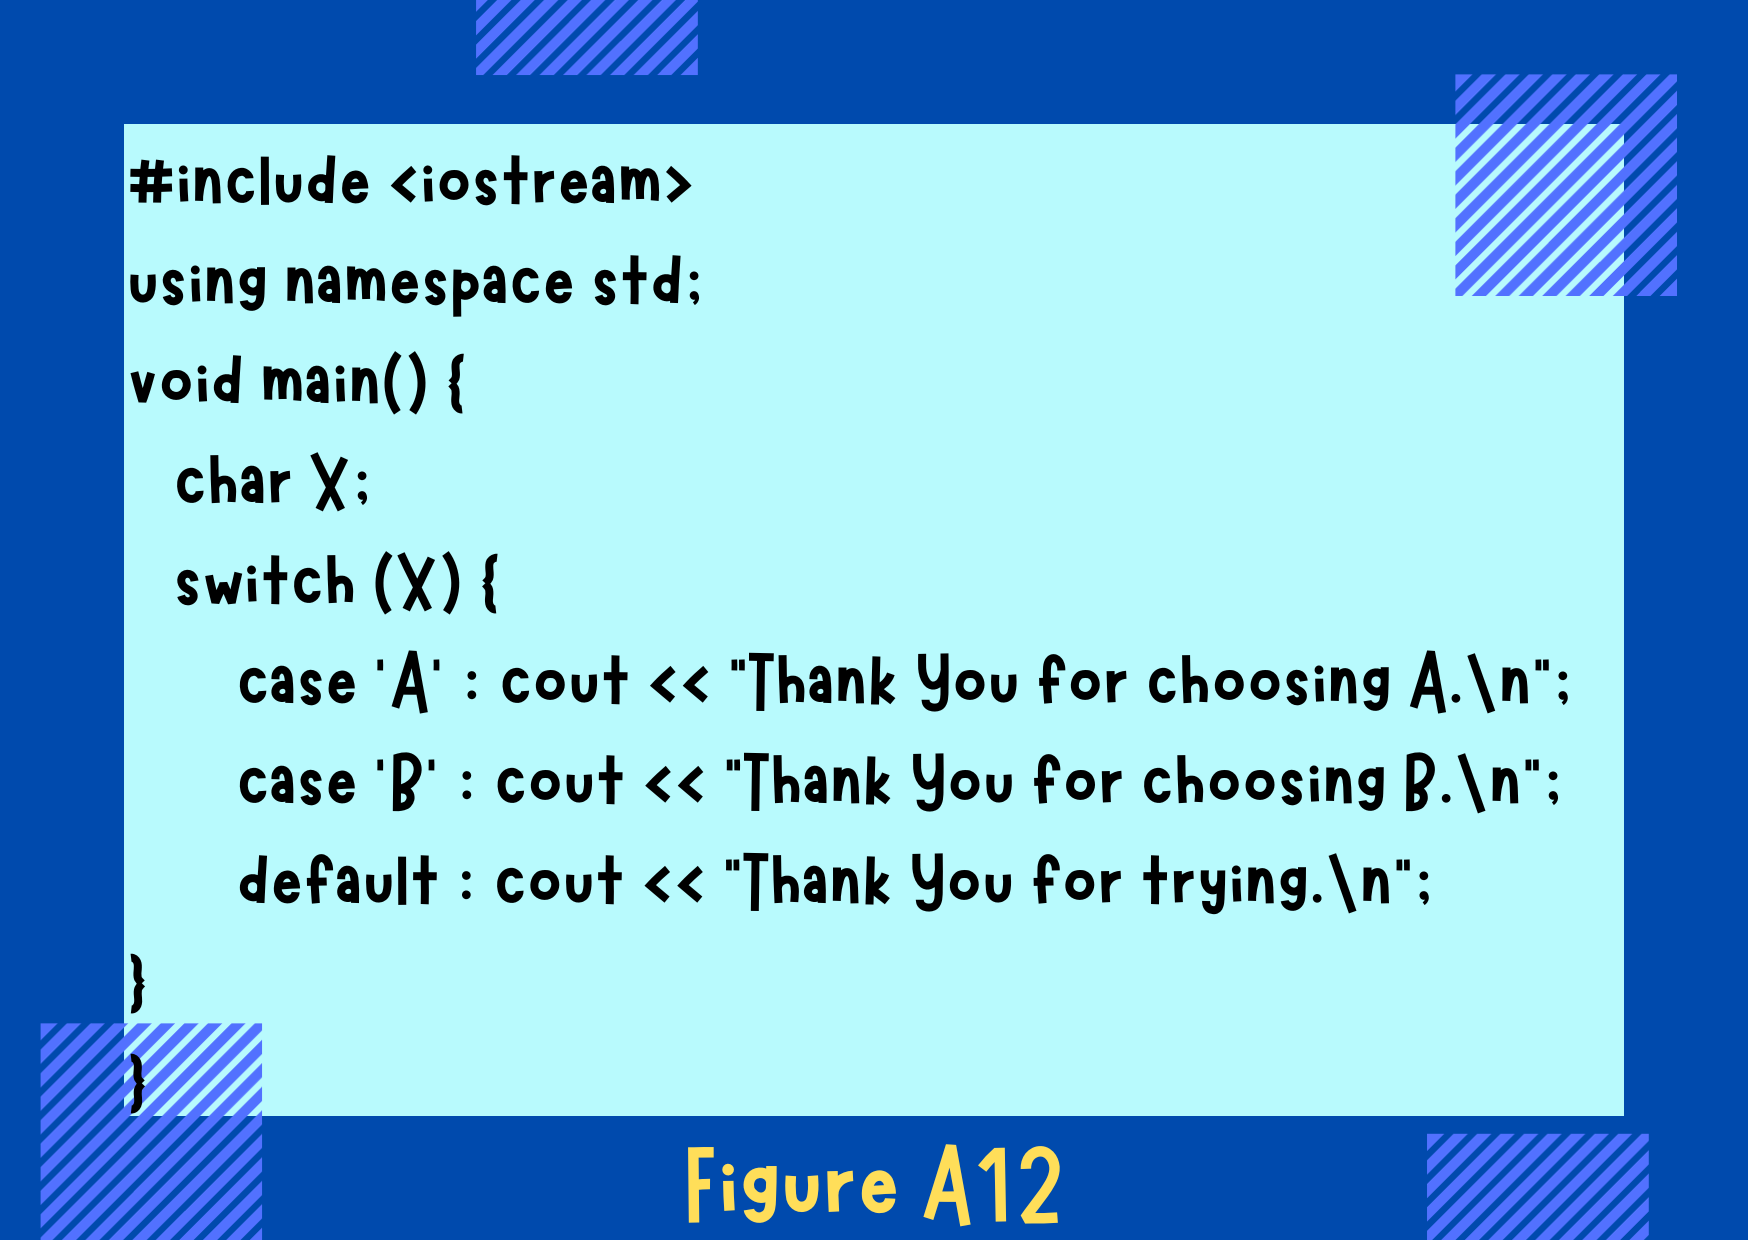 #include <iostream>
using namespace std;
void main() {
char X;
switch (X) {
case 'A' : cout << "Thank You for choosing A.\n";
case 'B' : cout << "Thank You for choosing B.\n";
default : cout << "Thank You for trying.\n";
}
}
Figure A12